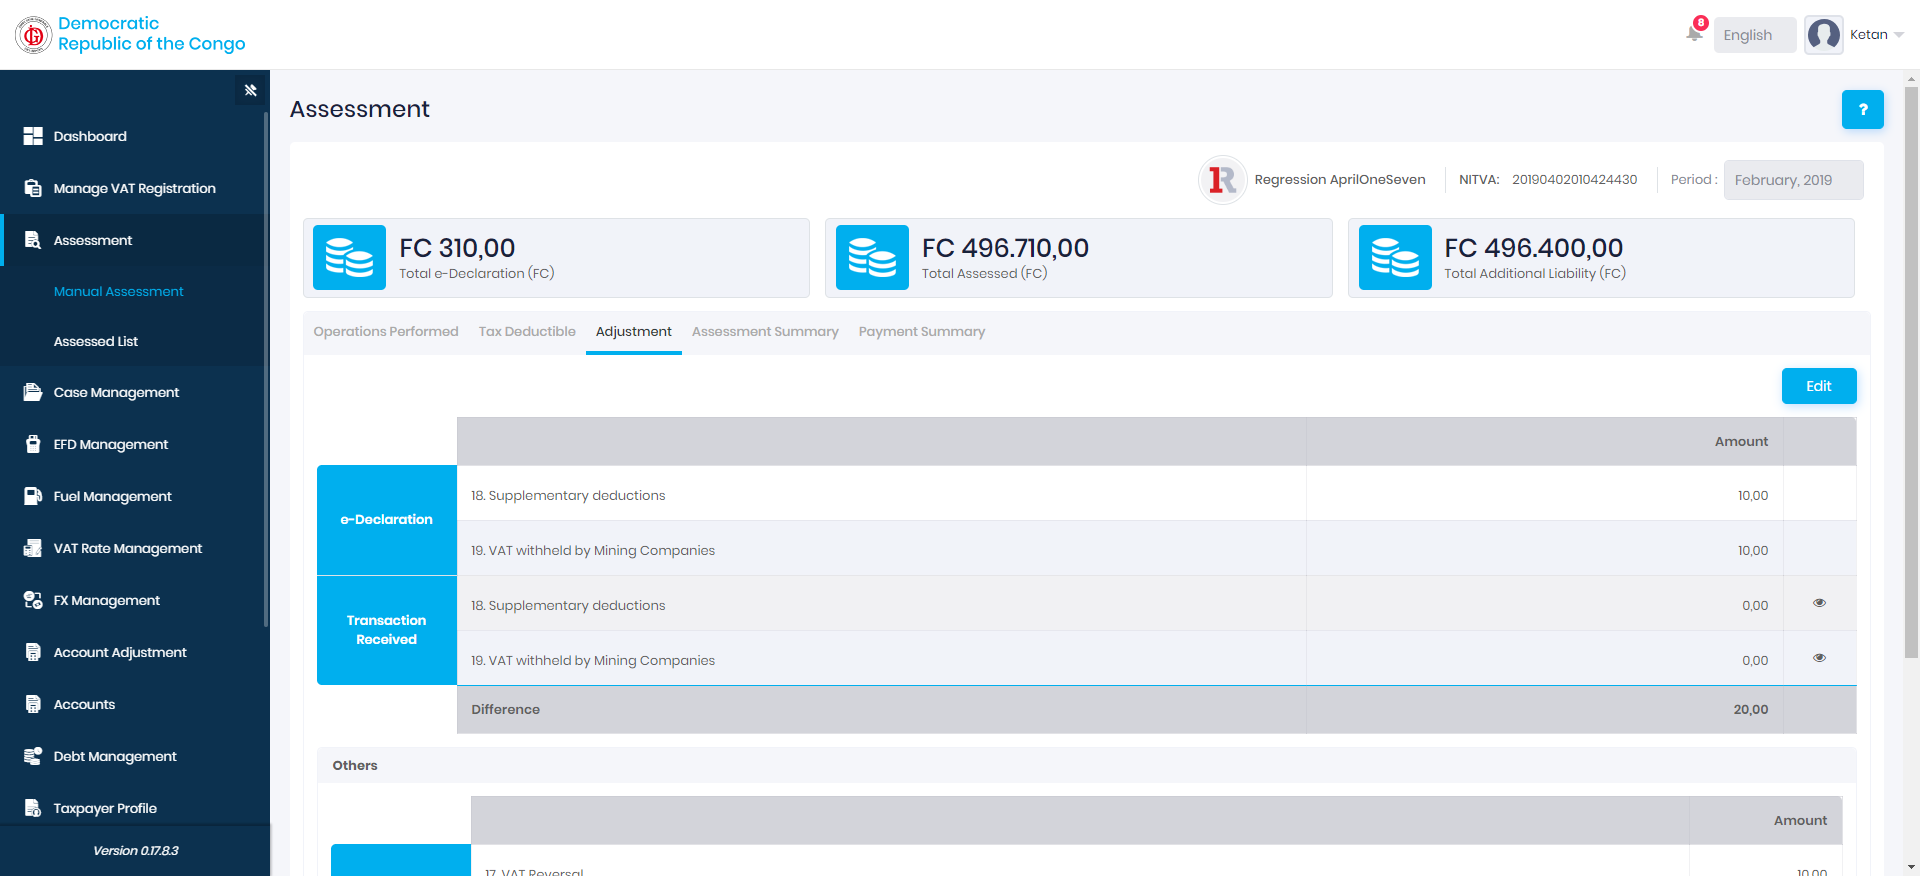 Democratic
Republic of the Congo
8
English
Ketan
Dashboard
Manage VAT Registration
Assessment
Manual Assessment
Assessed List
Case Management
EFD Management
Fuel Management
VAT Rate Management
FX Management
Account Adjustment
Accounts
Debt Management
Taxpayer Profile
Version 0.17.8.3
Assessment
?
Regression AprilOneSeven
NITVA: 20190402010424430
Period : February, 2019
FC 310,00
Total e-Declaration (FC)
FC 496.710,00
Total Assessed (FC)
FC 496.400,00
Total Additional Liability (FC)
Operations Performed Tax Deductible Adjustment Assessment Summary Payment Summary
Edit
Amount
e-Declaration
18. Supplementary deductions 10,00
19. VAT withheld by Mining Companies 10,00
Transaction
Received
18. Supplementary deductions 0,00
19. VAT withheld by Mining Companies 0,00
Difference 20,00
Others
Amount
17. VAT Reversal 10,00